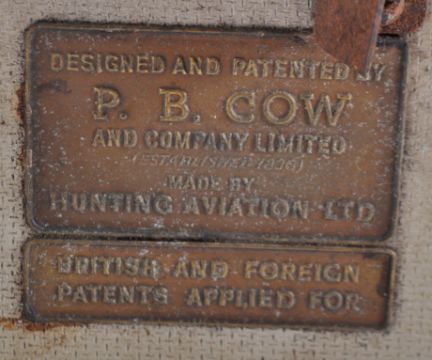 DESIGNED AND PATENTED BY
P. B. COW
AND COMPANY LIMITED
(ESTABLISHED
MADE BY
HUNTING AVIATION LTD
BRITISH AND FOREIGN
PATENTS APPLIED FOR